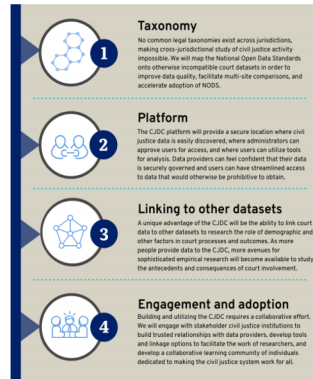 Taxonomy
No common legal taxonomies exist across jurisdictions,
making cross-jurisdictional study of civil justice activity
impossible. We will map the National Open Data Standards
onto otherwise incompatible court datasets in order to
improve data quality, facilitate multi-site comparisons, and
accelerate adoption of NODS.
1
Platform
The CJDC platform will provide a secure location where civil
justice data is easily discovered, where administrators can
approve users for access, and where users can utilize tools
for analysis. Data providers can feel confident that their data
is securely governed and users can have streamlined access
to data that would otherwise be prohibitive to obtain.
2
Linking to other datasets
A unique advantage of the CJDC will be the ability to link court
data to other datasets to research the role of demographic and
other factors in court processes and outcomes. As more
people provide data to the CJDC, more avenues for
sophisticated empirical research will become available to study
the antecedents and consequences of court involvement.
3
Engagement and adoption
Building and utilizing the CJDC requires a collaborative effort.
We will engage with stakeholder civil justice institutions to
build trusted relationships with data providers, develop tools
and linkage options to facilitate the work of researchers, and
develop a collaborative learning community of individuals
dedicated to making the civil justice system work for all.
4